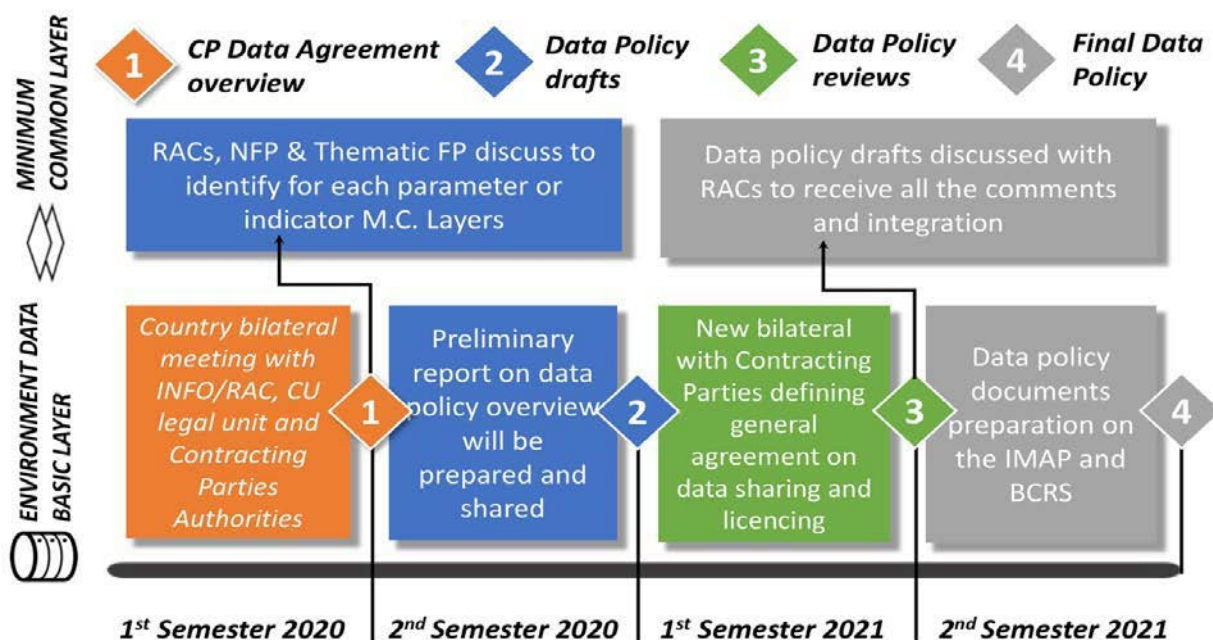 1
CP Data Agreement
overview
2
Data Policy
drafts
3
Data Policy
reviews
4
Final Data
Policy
MINIMUM
COMMON LAYER
RACs, NFP & Thematic FP discuss to
identify for each parameter or
indicator M.C. Layers
Data policy drafts discussed with
RACs to receive all the comments
and integration
ENVIRONMENT DATA
BASIC LAYER
Country bilateral
meeting with
INFO/RAC, CU
legal unit and
Contracting
Parties
Authorities
1
Preliminary
report on data
policy overview
will be
prepared and
shared
2
New bilateral
with Contracting
Parties defining
general
agreement on
data sharing and
licencing
3
Data policy
documents
preparation on
the IMAP and
BCRS
4
1st Semester 2020
2nd Semester 2020
1st Semester 2021
2nd Semester 2021